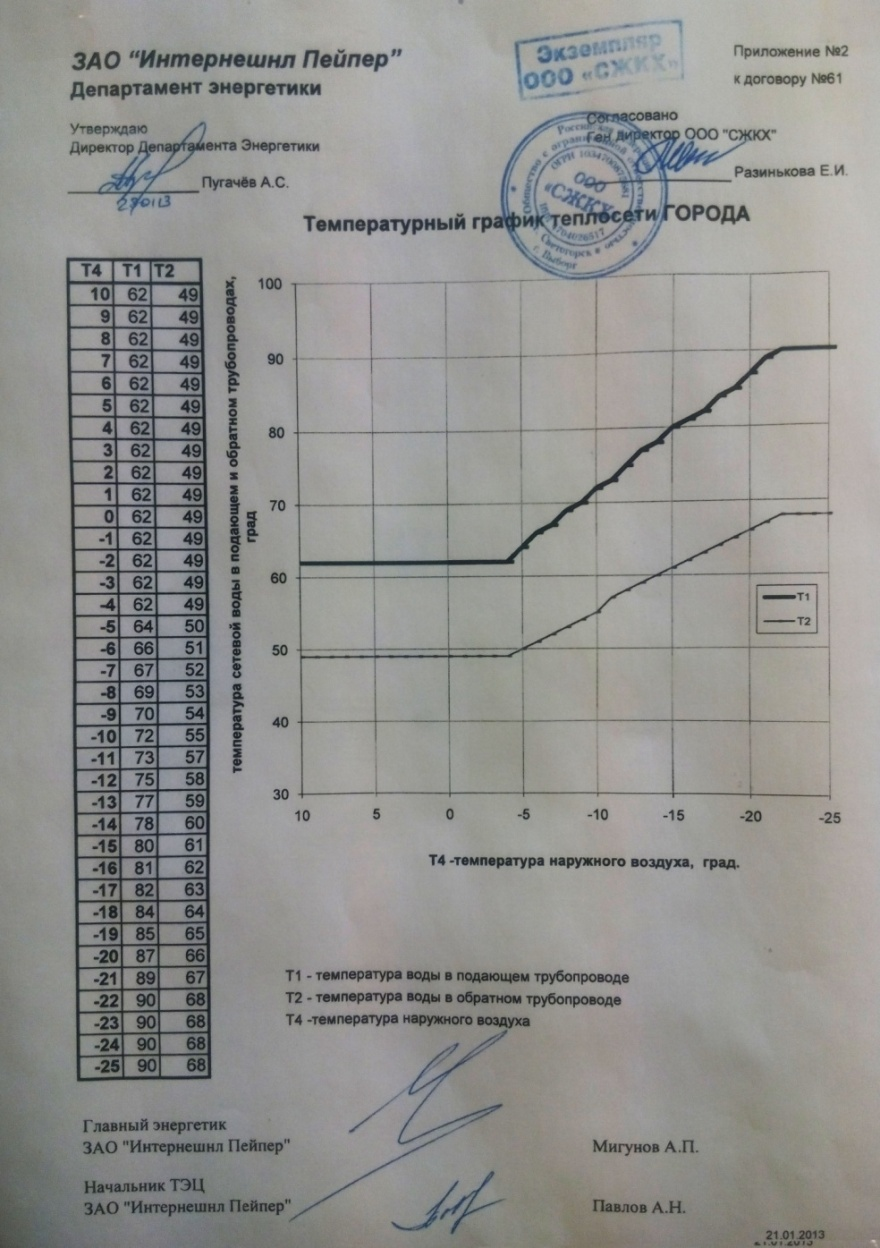 ЗАО "Интернешнл Пейпер"
Департамент энергетики
Экземпляр
ООО «СЖКХ»
Приложение №2
к договору №61
Утверждаю
Директор Департамента Энергетики
Пугачёв А.С.
Согласовано
Ген директор ООО "СЖКХ"
Разинькова Е.И.
ООО
«СЖКХ»
г. Выборг
Температурный график теплосети ГОРОДА
T4 T1 T2
10 62 49
9 62 49
8 62 49
7 62 49
6 62 49
5 62 49
4 62 49
3 62 49
2 62 49
1 62 49
0 62 49
-1 62 49
-2 62 49
-3 62 49
-4 62 49
-5 64 50
-6 66 51
-7 67 52
-8 69 53
-9 70 54
-10 72 55
-11 73 57
-12 75 58
-13 77 59
-14 78 60
-15 80 61
-16 81 62
-17 82 63
-18 84 64
-19 85 65
-20 87 66
-21 89 67
-22 90 68
-23 90 68
-24 90 68
-25 90 68
температура сетевой воды в подающем и обратном трубопроводах,
град
100
90
80
70
60
50
40
30
10 5 0 -5 -10 -15 -20 -25
T1
T2
Т4 -температура наружного воздуха, град.
Т1 - температура воды в подающем трубопроводе
Т2 - температура воды в обратном трубопроводе
Т4 -температура наружного воздуха
Главный энергетик
ЗАО "Интернешнл Пейпер"
Мигунов А.П.
Начальник ТЭЦ
ЗАО "Интернешнл Пейпер"
Павлов А.Н.
21.01.2013